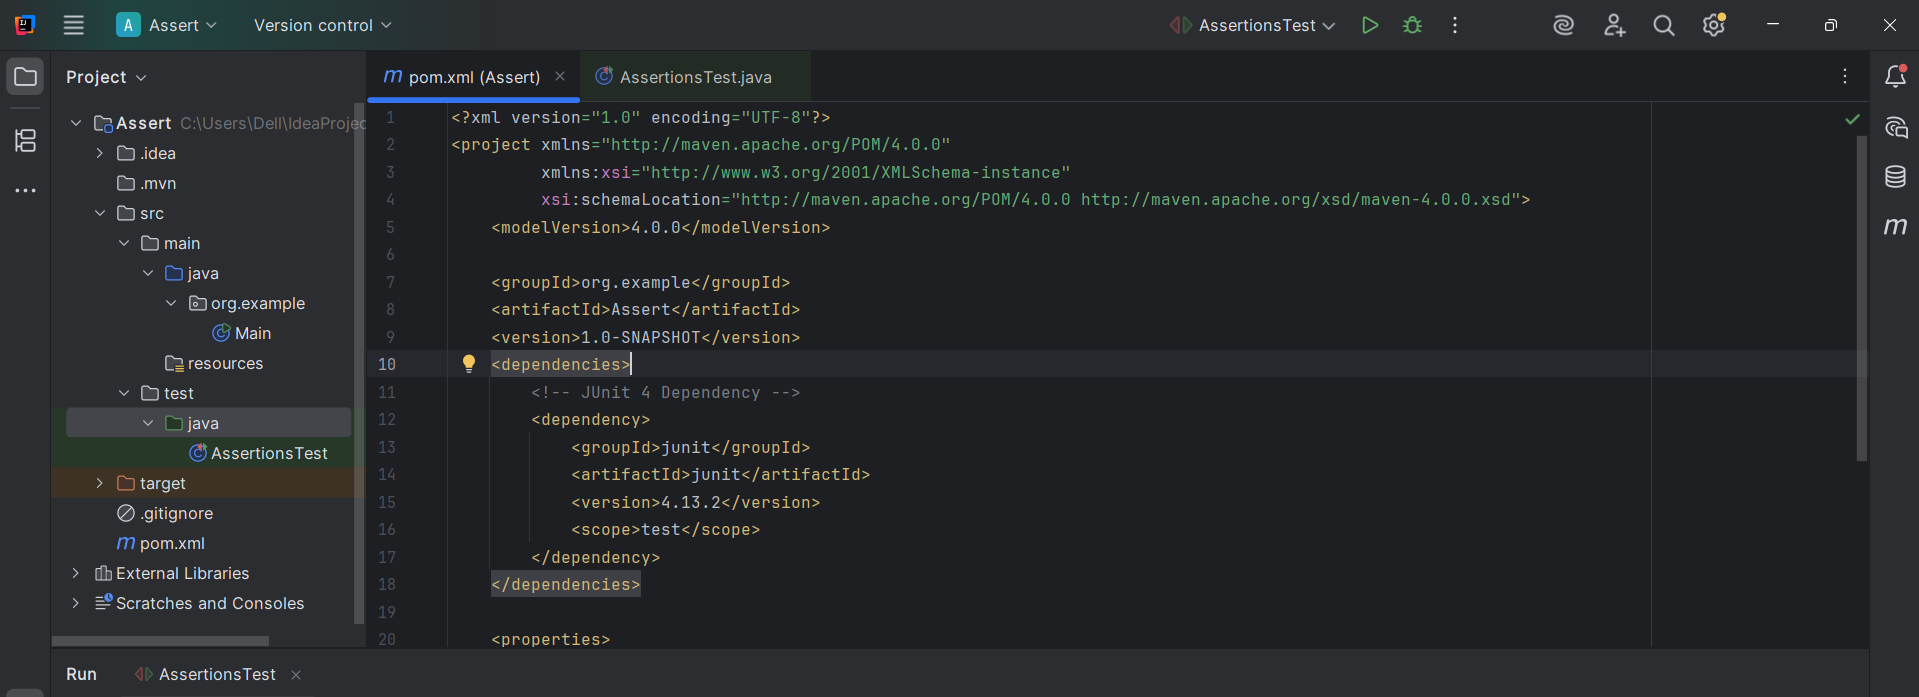 A Assert Version control AssertionsTest
Project
pom.xml (Assert)
AssertionsTest.java
Assert C:\Users\Dell\IdeaProjec
.idea
.mvn
src
main
java
org.example
Main
resources
test
java
AssertionsTest
target
.gitignore
m pom.xml
External Libraries
Scratches and Consoles
1 <?xml version="1.0" encoding="UTF-8"?>
2 <project xmlns="http://maven.apache.org/POM/4.0.0"
3 xmlns:xsi="http://www.w3.org/2001/XMLSchema-instance"
4 xsi:schemaLocation="http://maven.apache.org/POM/4.0.0 http://maven.apache.org/xsd/maven-4.0.0.xsd">
5 <modelVersion>4.0.0</modelVersion>
6
7 <groupId>org.example</groupId>
8 <artifactId>Assert</artifactId>
9 <version>1.0-SNAPSHOT</version>
10 <dependencies>
11 <!-- JUnit 4 Dependency -->
12 <dependency>
13 <groupId>junit</groupId>
14 <artifactId>junit</artifactId>
15 <version>4.13.2</version>
16 <scope>test</scope>
17 </dependency>
18 </dependencies>
19
20 <properties>
Run AssertionsTest